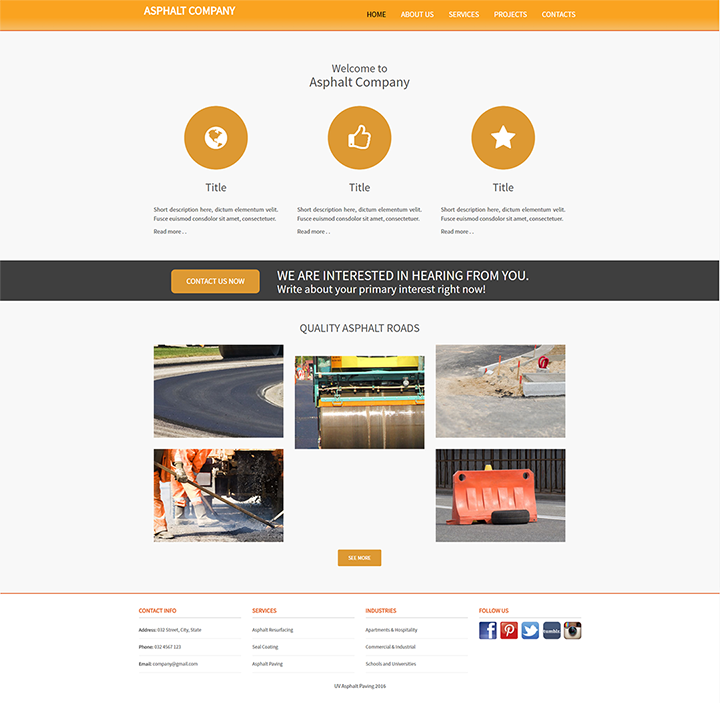 ASPHALT COMPANY
HOME ABOUT US SERVICES PROJECTS CONTACTS
Welcome to
Asphalt Company
Title
Short description here, dictum elementum velit.
Fusce euismod consdolor sit amet, consectetuer.
Read more . .
Title
Short description here, dictum elementum velit.
Fusce euismod consdolor sit amet, consectetuer.
Read more . .
Title
Short description here, dictum elementum velit.
Fusce euismod consdolor sit amet, consectetuer.
Read more . .
CONTACT US NOW
WE ARE INTERESTED IN HEARING FROM YOU.
Write about your primary interest right now!
QUALITY ASPHALT ROADS
SEE MORE
CONTACT INFO
Address: 032 Street, City, State
Phone: 032 4567 123
Email: company@gmail.com
SERVICES
Asphalt Resurfacing
Seal Coating
Asphalt Paving
INDUSTRIES
Apartments & Hospitality
Commercial & Industrial
Schools and Universities
FOLLOW US
tumblr.
UV Asphalt Paving 2016